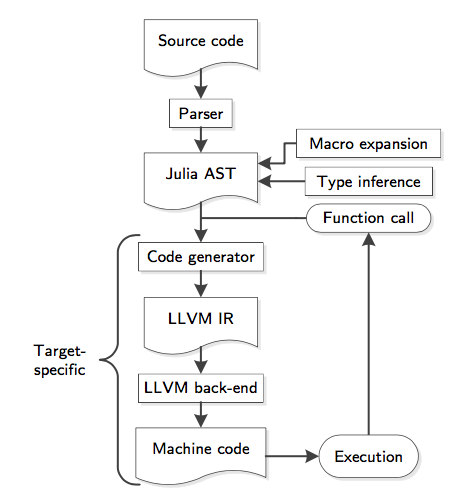 Source code
Parser
Macro expansion
Julia AST
Type inference
Function call
Code generator
LLVM IR
Target-
specific
LLVM back-end
Machine code
Execution